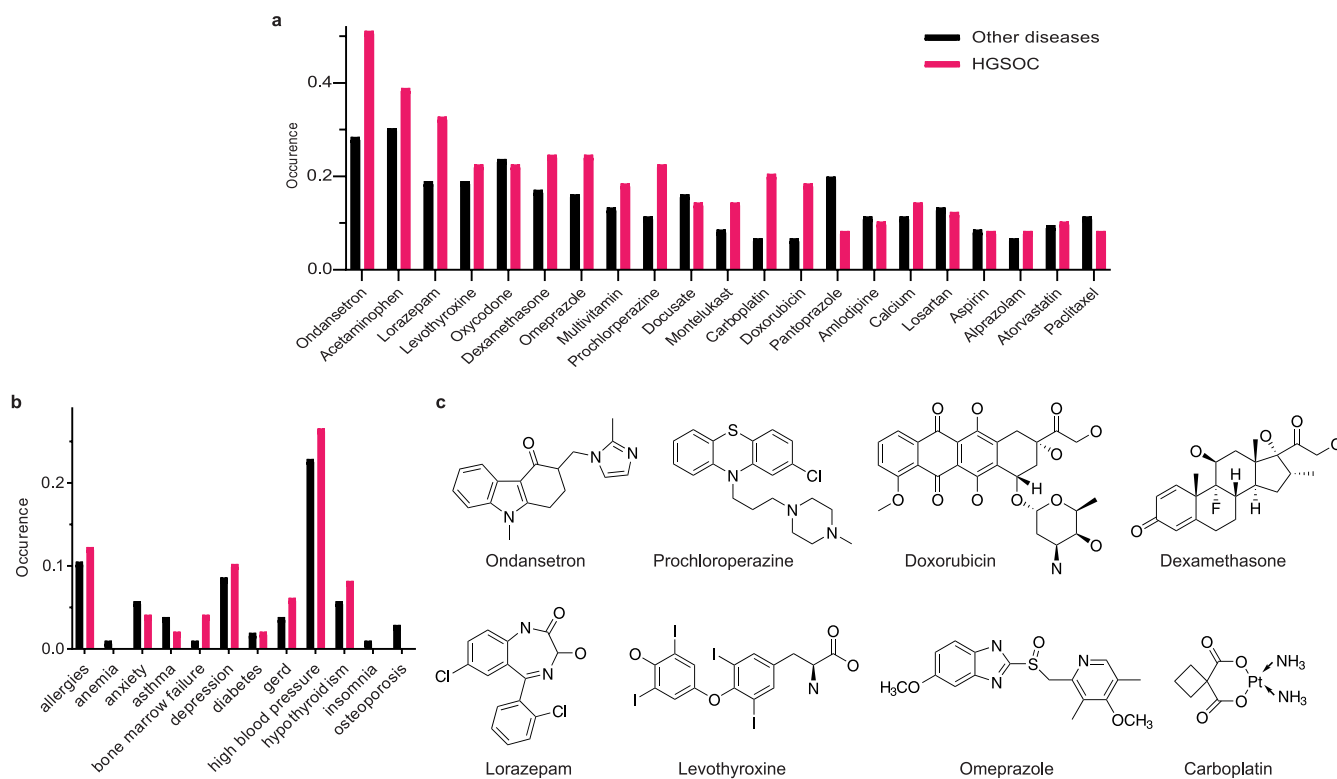 a
Other diseases
HGSOC
Occurence
0.4
0.2
0.0
Ondansetron
Acetaminophen
Lorazepam
Levothyroxine
Oxycodone
Dexamethasone
Omeprazole
Multivitamin
Prochlorperazine
Docusate
Montelukast
Carboplatin
Doxorubicin
Pantoprazole
Amlodipine
Calcium
Losartan
Aspirin
Alprazolam
Atorvastatin
Paclitaxel
b
Occurence
0.2
0.1
0.0
allergies
anemia
anxiety
asthma
bone marrow failure
depression
diabetes
gerd
high blood pressure
hypothyroidism
insomnia
osteoporosis
c
O
N
N
N
Ondansetron
S
Cl
N
N
N
Prochloroperazine
O
O
O
O
O
O
O
O
H
O
O
O
N
Doxorubicin
O
O
O
O
F
H
H
O
Dexamethasone
O
N
O
N
Cl
Cl
Lorazepam
I
O
I
O
I
I
O
O
N
Levothyroxine
OCH3
N
N
O
S
N
OCH3
Omeprazole
O
O
O
O
Pt
NH3
NH3
Carboplatin